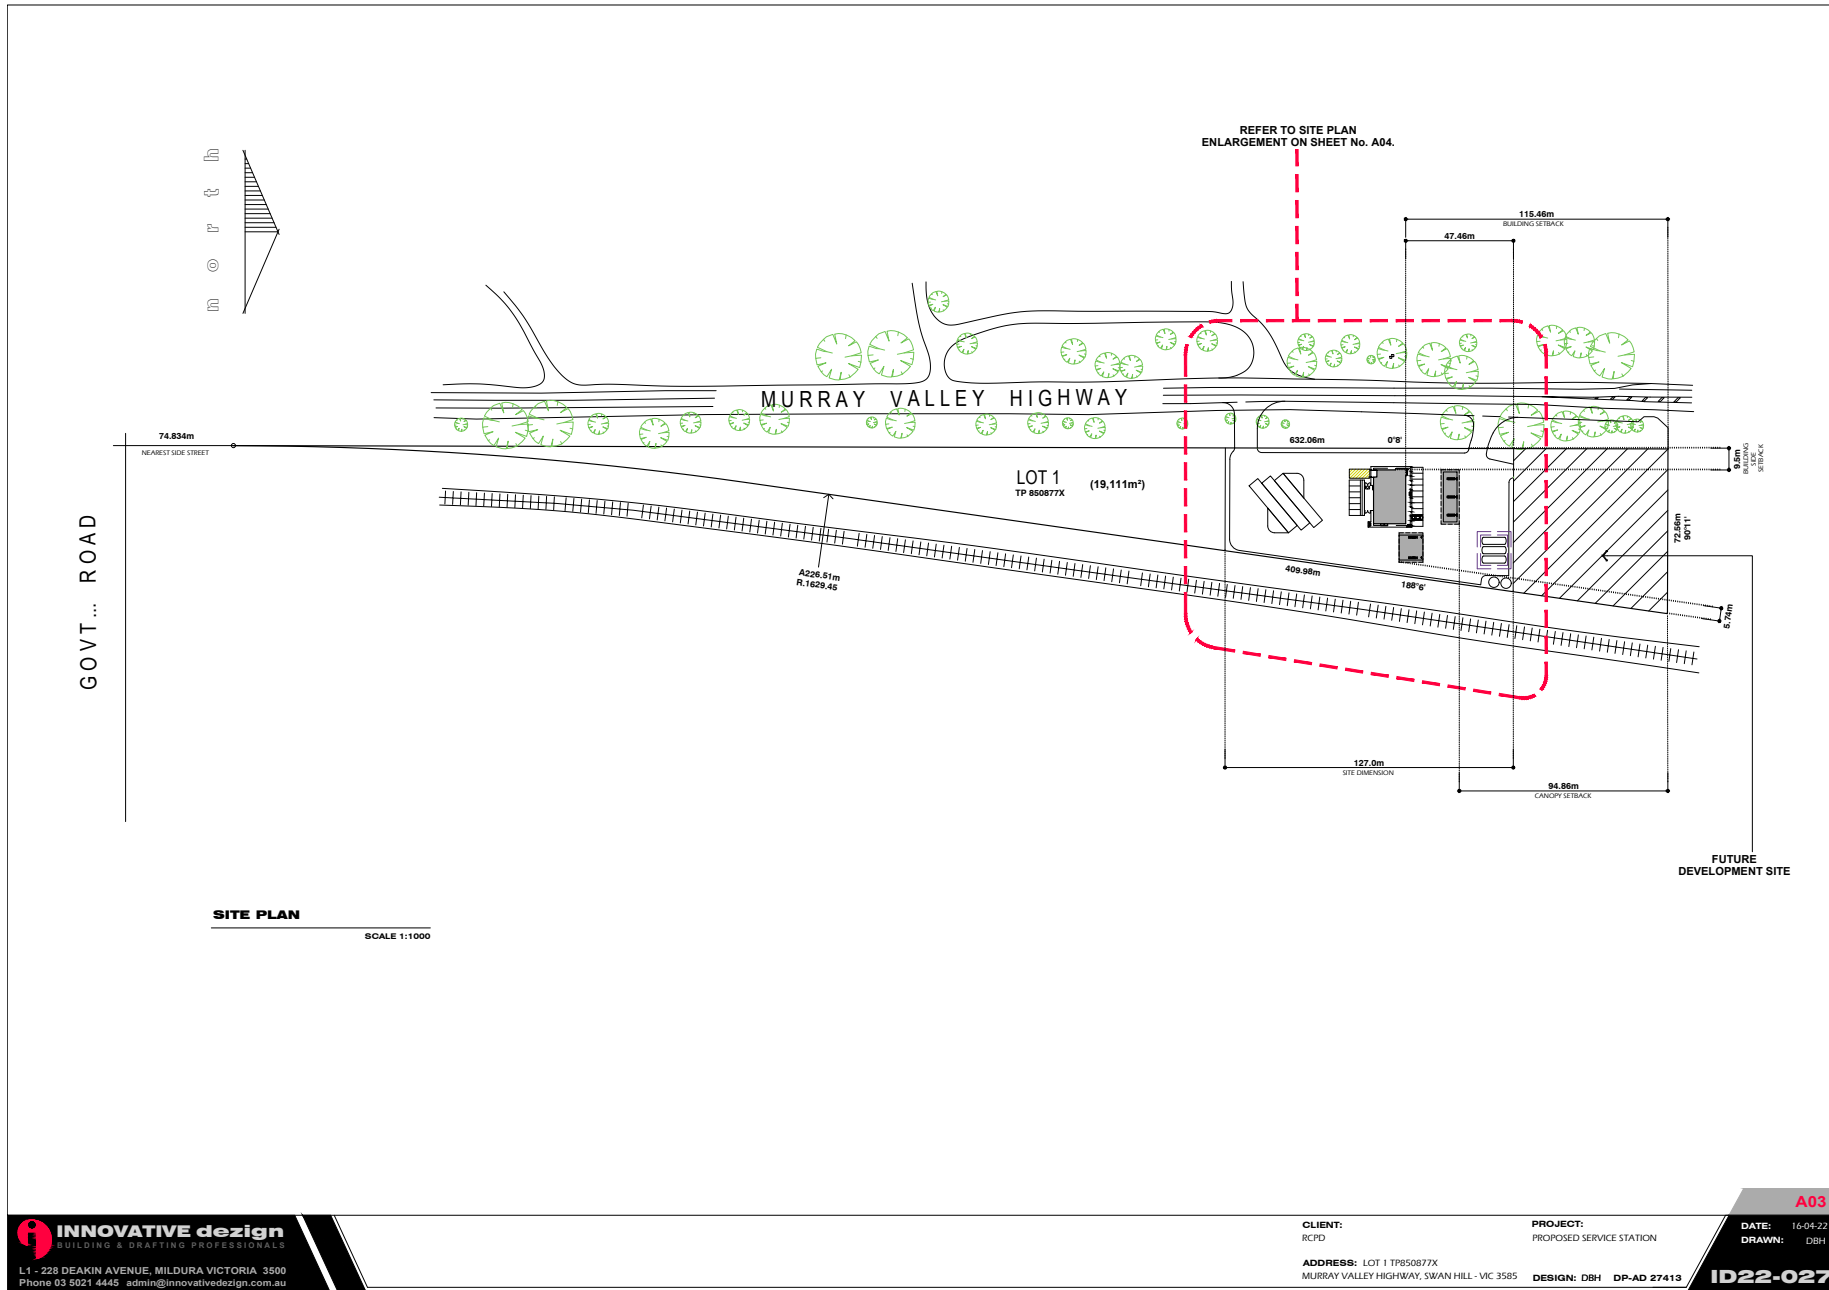 REFER TO SITE PLAN
ENLARGEMENT ON SHEET No. A04.
north
115.46m
BUILDING SETBACK
47.46m
MURRAY VALLEY HIGHWAY
74.834m
NEAREST SIDE STREET
632.06m 0°8'
9.5m
BUILDING
SIDE
SETBACK
LOT 1 (19,111m²)
TP 850877X
GOVT... ROAD
72.56m
90°11'
A226.51m
R.1629.45
409.98m
188°6'
5.74m
127.0m
SITE DIMENSION
94.86m
CANOPY SETBACK
FUTURE
DEVELOPMENT SITE
SITE PLAN
SCALE 1:1000
A03
INNOVATIVE dezign
BUILDING & DRAFTING PROFESSIONALS
L1 - 228 DEAKIN AVENUE, MILDURA VICTORIA 3500
Phone 03 5021 4445 admin@innovativedezign.com.au
CLIENT:
RCPD
ADDRESS: LOT 1 TP850877X
MURRAY VALLEY HIGHWAY, SWAN HILL - VIC 3585
PROJECT:
PROPOSED SERVICE STATION
DESIGN: DBH DP-AD 27413
DATE: 16-04-22
DRAWN: DBH
ID22-027